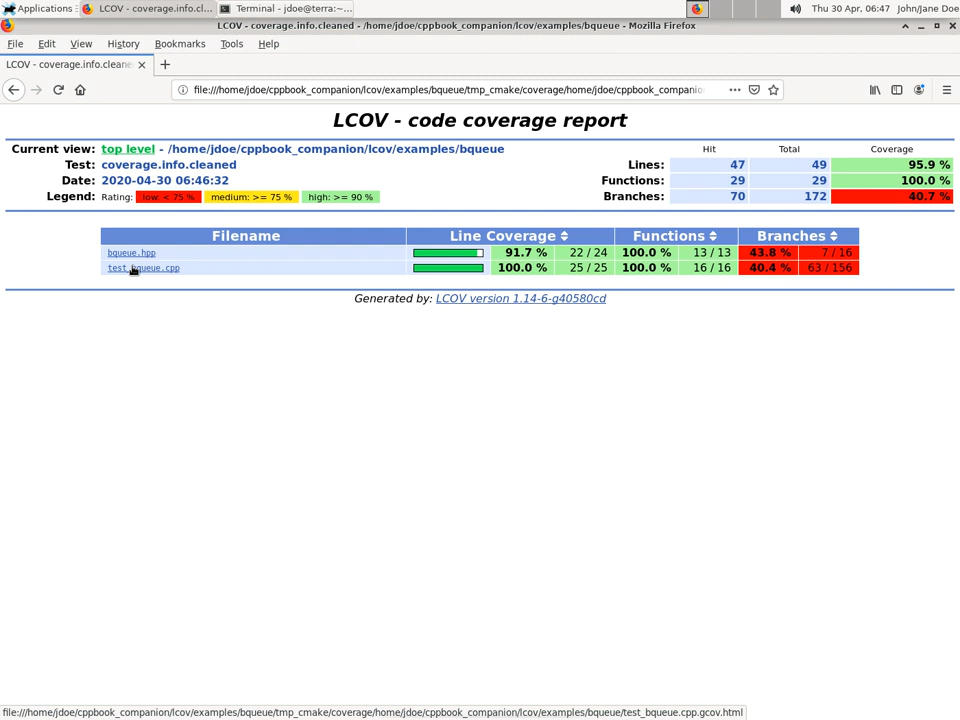 Applications LCOV - coverage.info.cl... Terminal - jdoe@terra:~... Thu 30 Apr, 06:47 John/Jane Doe
LCOV - coverage.info.cleaned - /home/jdoe/cppbook_companion/lcov/examples/bqueue - Mozilla Firefox
File Edit View History Bookmarks Tools Help
LCOV - coverage.info.cleane
file:///home/jdoe/cppbook_companion/lcov/examples/bqueue/tmp_cmake/coverage/home/jdoe/cppbook_companio
LCOV - code coverage report
Current view: top level - /home/jdoe/cppbook_companion/lcov/examples/bqueue Hit Total Coverage
Test: coverage.info.cleaned Lines: 47 49 95.9 %
Date: 2020-04-30 06:46:32 Functions: 29 29 100.0 %
Legend: Rating: low: < 75 % medium: >= 75 % high: >= 90 % Branches: 70 172 40.7 %
Filename Line Coverage Functions Branches
bqueue.hpp 91.7 % 22 / 24 100.0 % 13 / 13 43.8 % 7 / 16
test_bqueue.cpp 100.0 % 25 / 25 100.0 % 16 / 16 40.4 % 63 / 156
Generated by: LCOV version 1.14-6-g40580cd
file:///home/jdoe/cppbook_companion/lcov/examples/bqueue/tmp_cmake/coverage/home/jdoe/cppbook_companion/lcov/examples/bqueue/test_bqueue.cpp.gcov.html